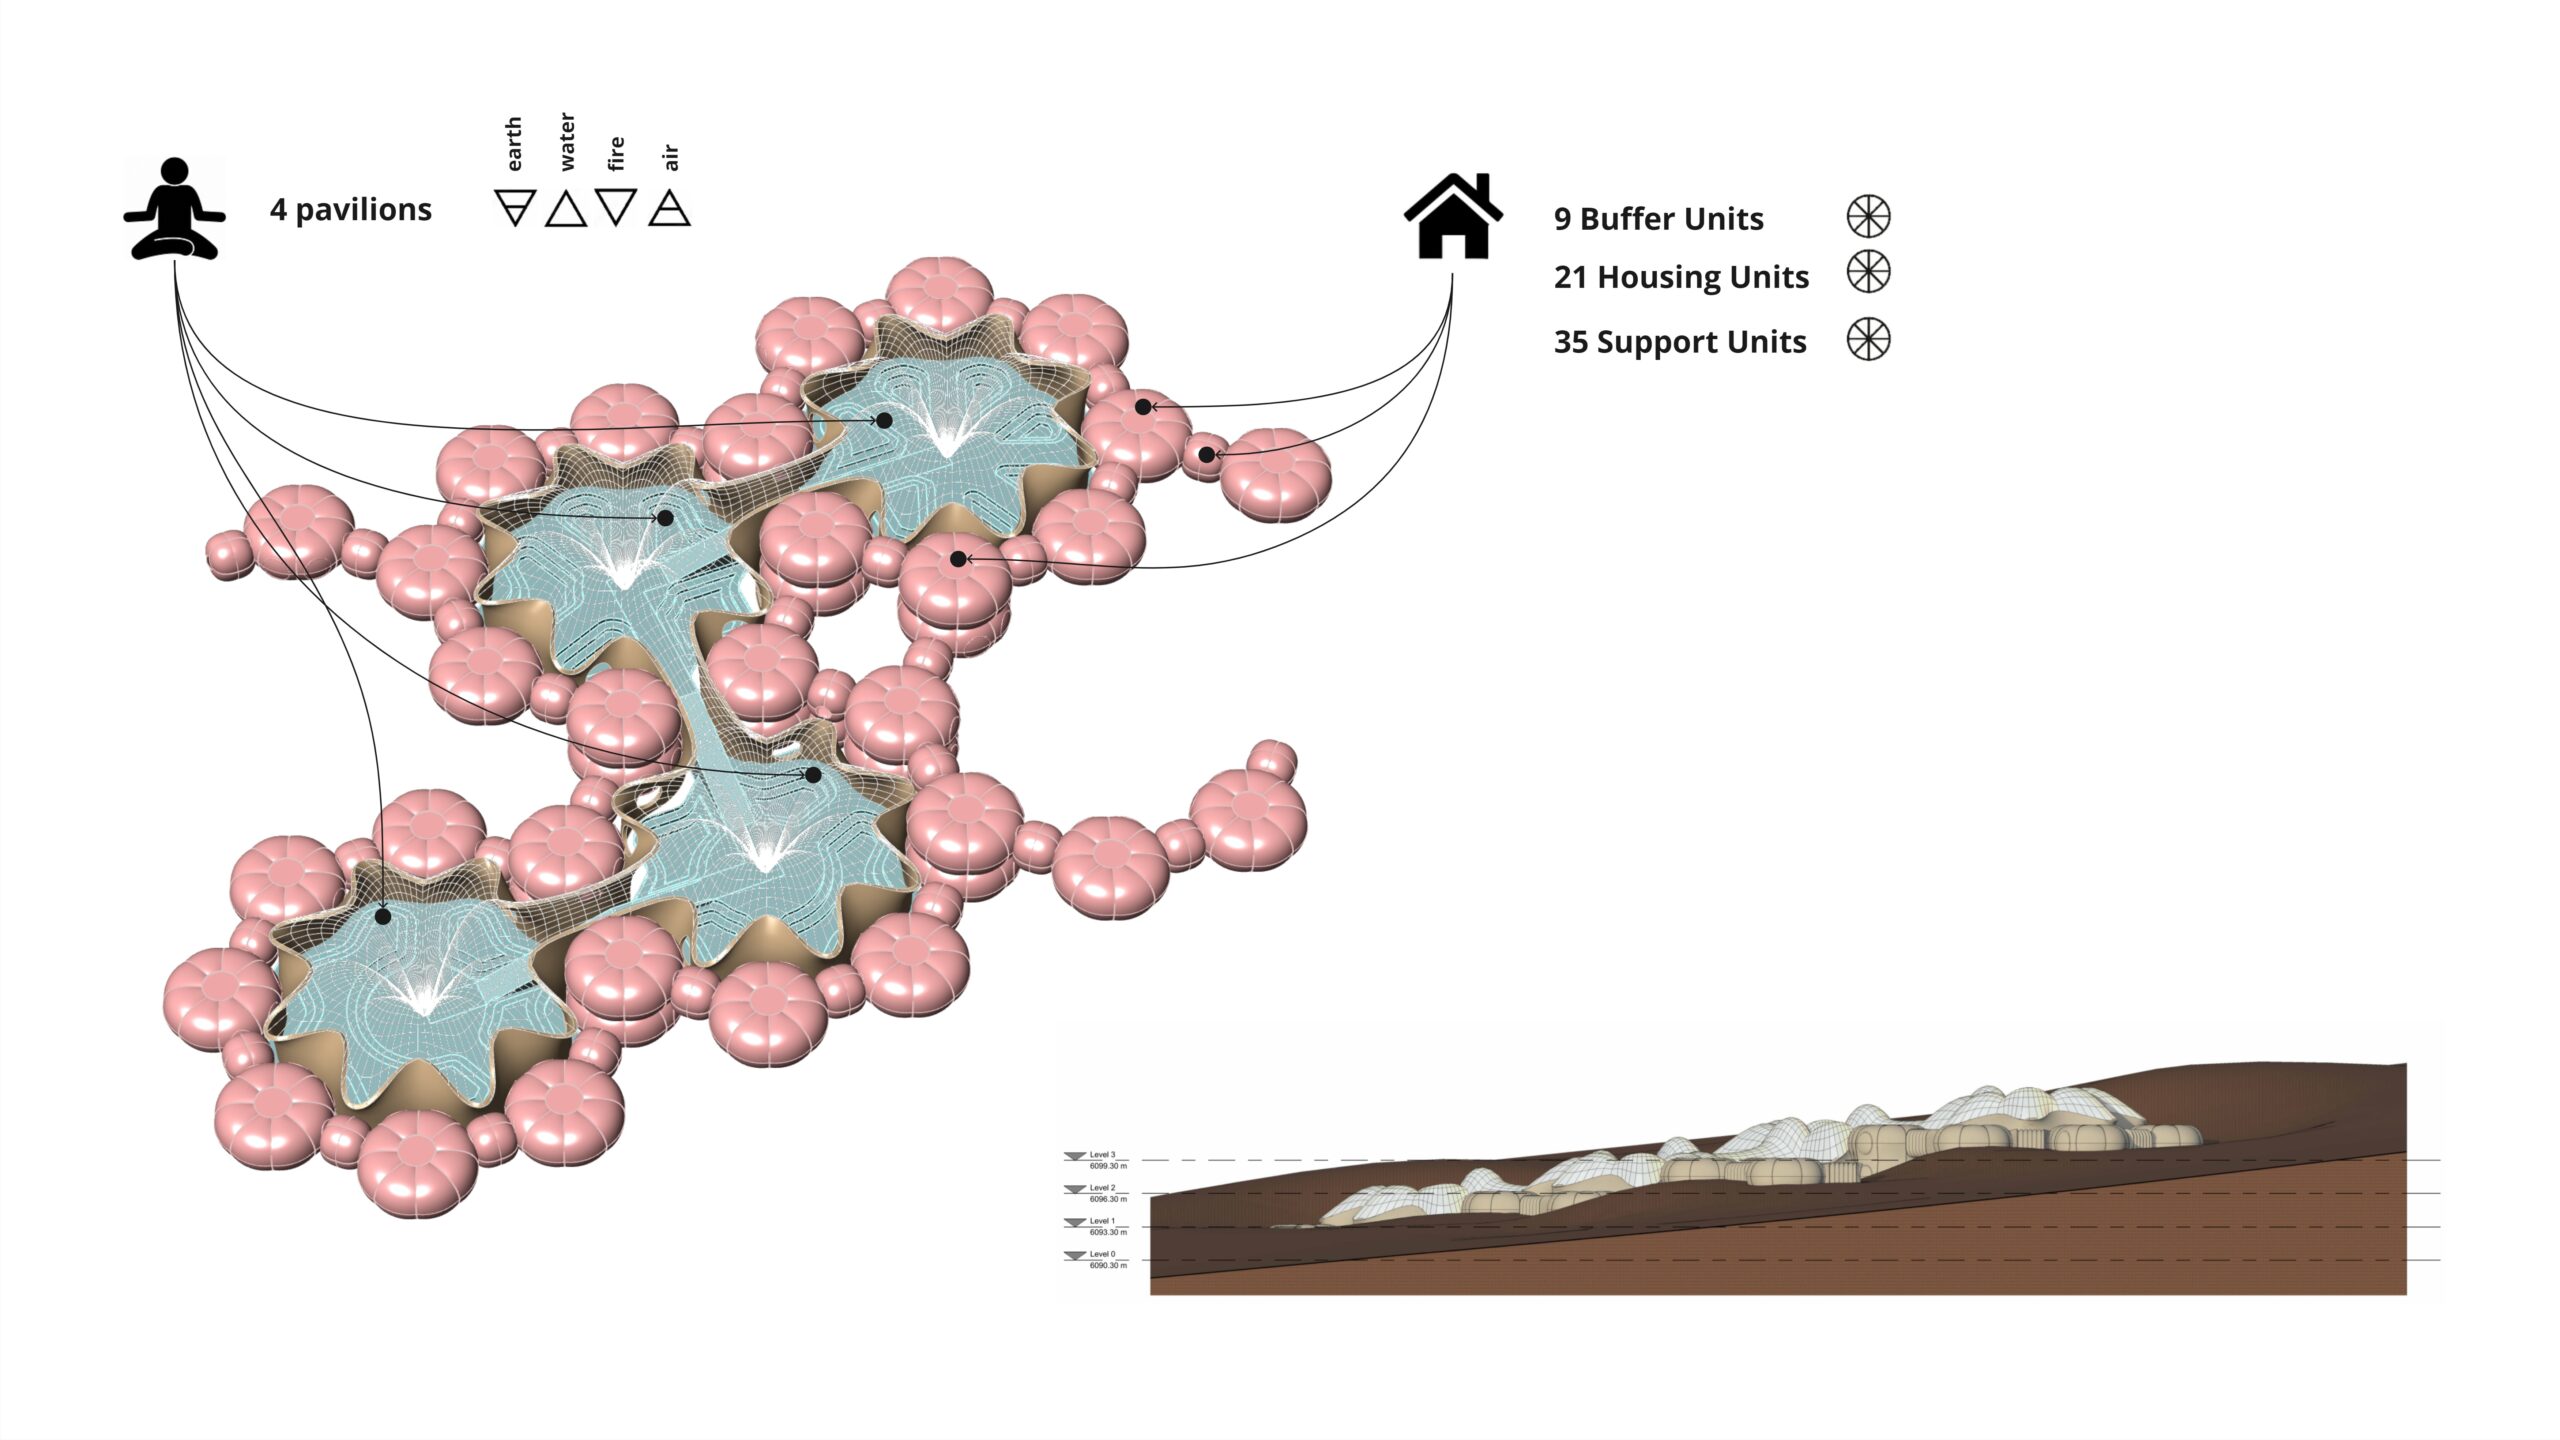 4 pavilions
earth
water
fire
air
9 Buffer Units
21 Housing Units
35 Support Units
Level 3
6099.30 m
Level 2
6096.30 m
Level 1
6093.30 m
Level 0
6090.30 m